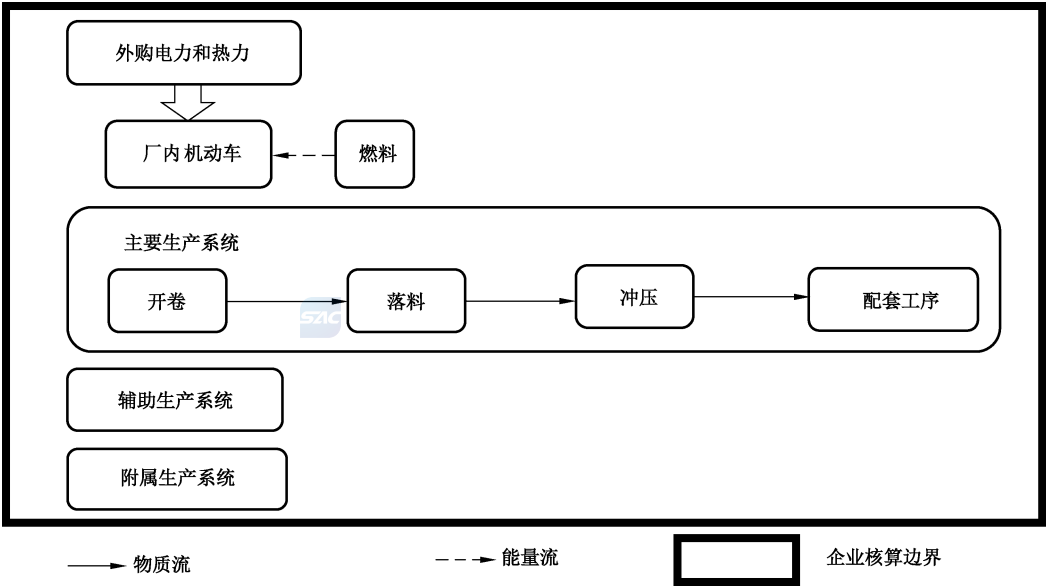 外购电力和热力
厂内机动车
燃料
主要生产系统
开卷
落料
冲压
配套工序
SAC
辅助生产系统
附属生产系统
物质流
能量流
企业核算边界